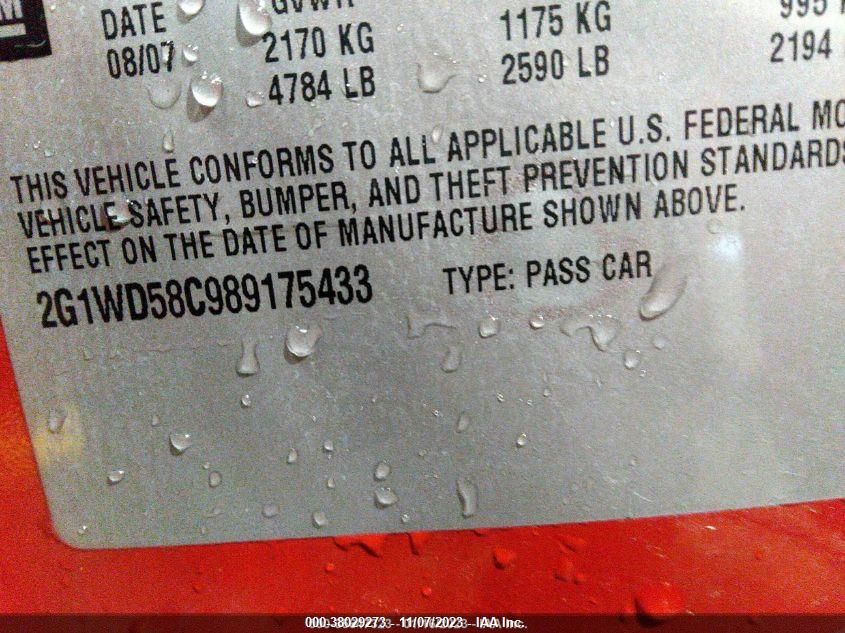 GM
DATE GVWR
08/07 2170 KG 1175 KG 995
4784 LB 2590 LB 2194
THIS VEHICLE CONFORMS TO ALL APPLICABLE U.S. FEDERAL MO
VEHICLE SAFETY, BUMPER, AND THEFT PREVENTION STANDARDS
EFFECT ON THE DATE OF MANUFACTURE SHOWN ABOVE.
2G1WD58C989175433 TYPE: PASS CAR
000-38029273 - 11/07/2023 - IAA Inc.